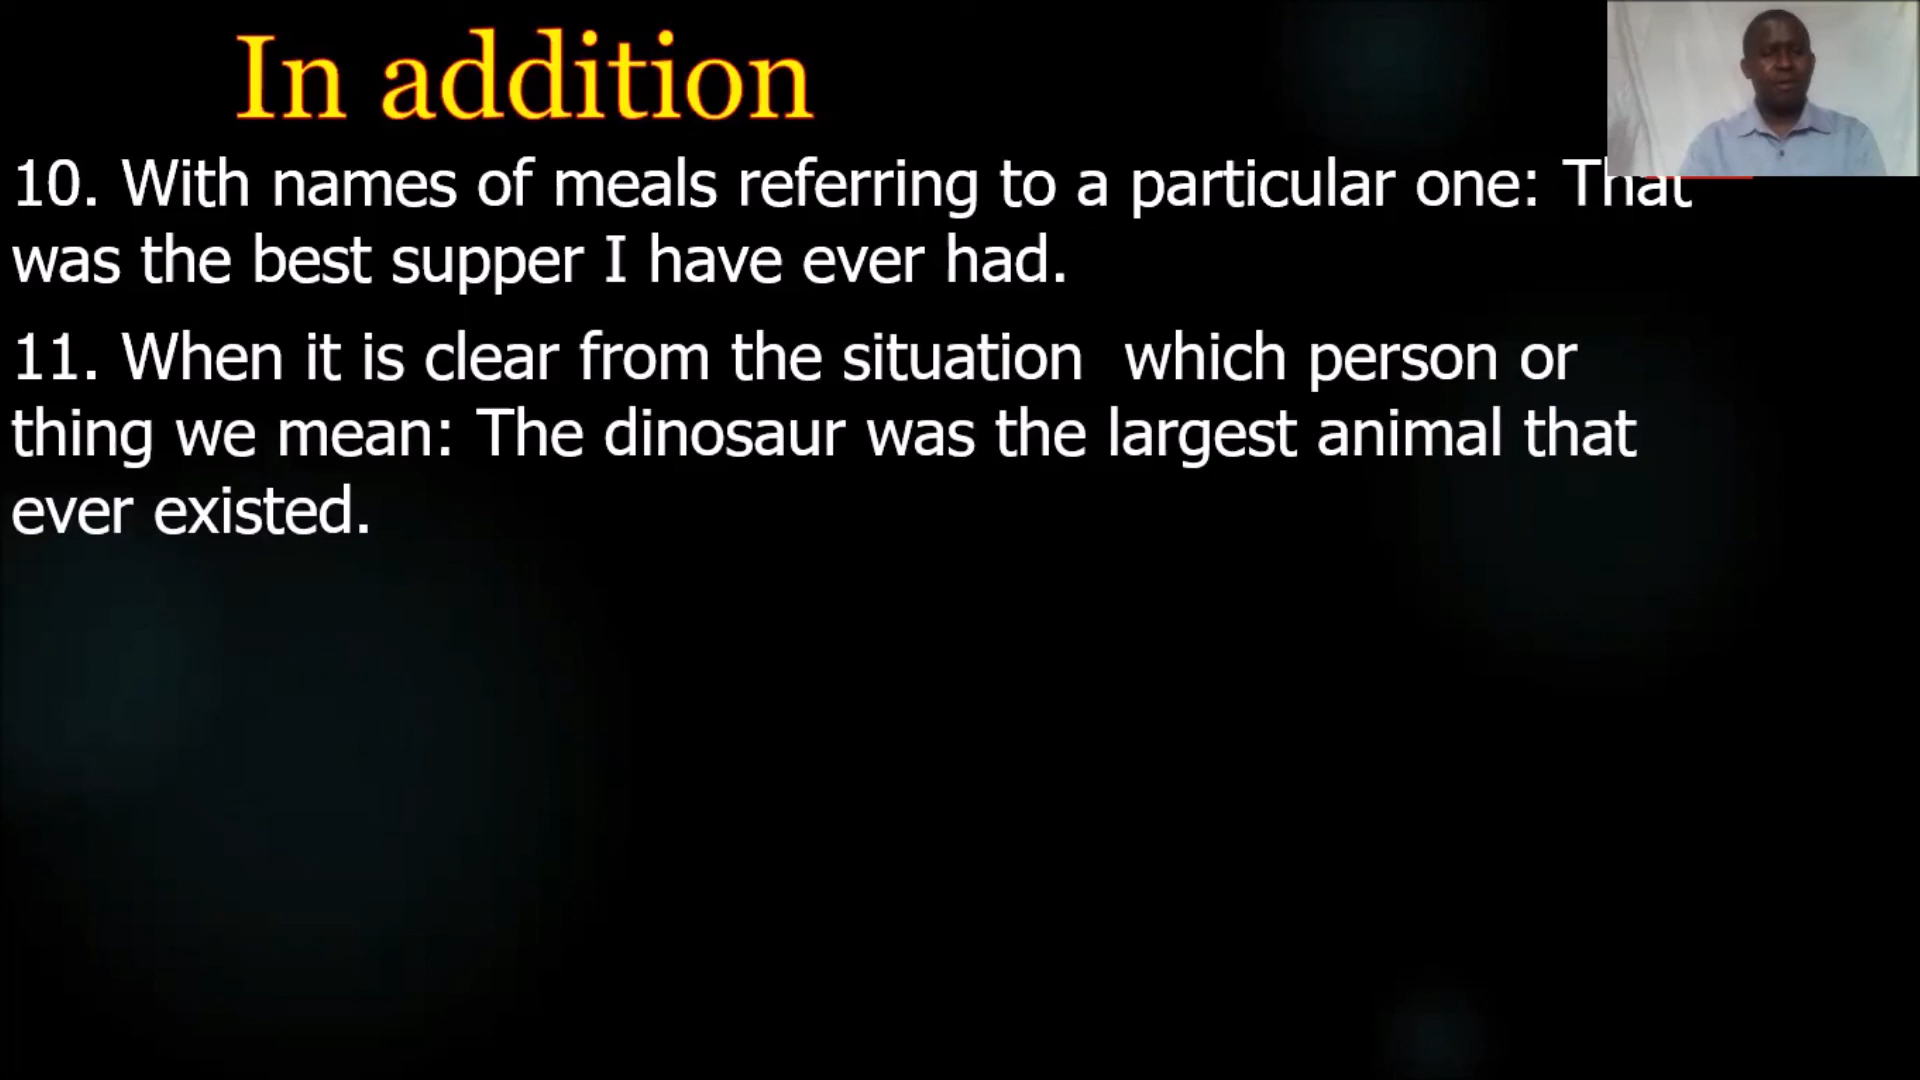 In addition
10. With names of meals referring to a particular one: That
was the best supper I have ever had.
11. When it is clear from the situation  which person or
thing we mean: The dinosaur was the largest animal that
ever existed.